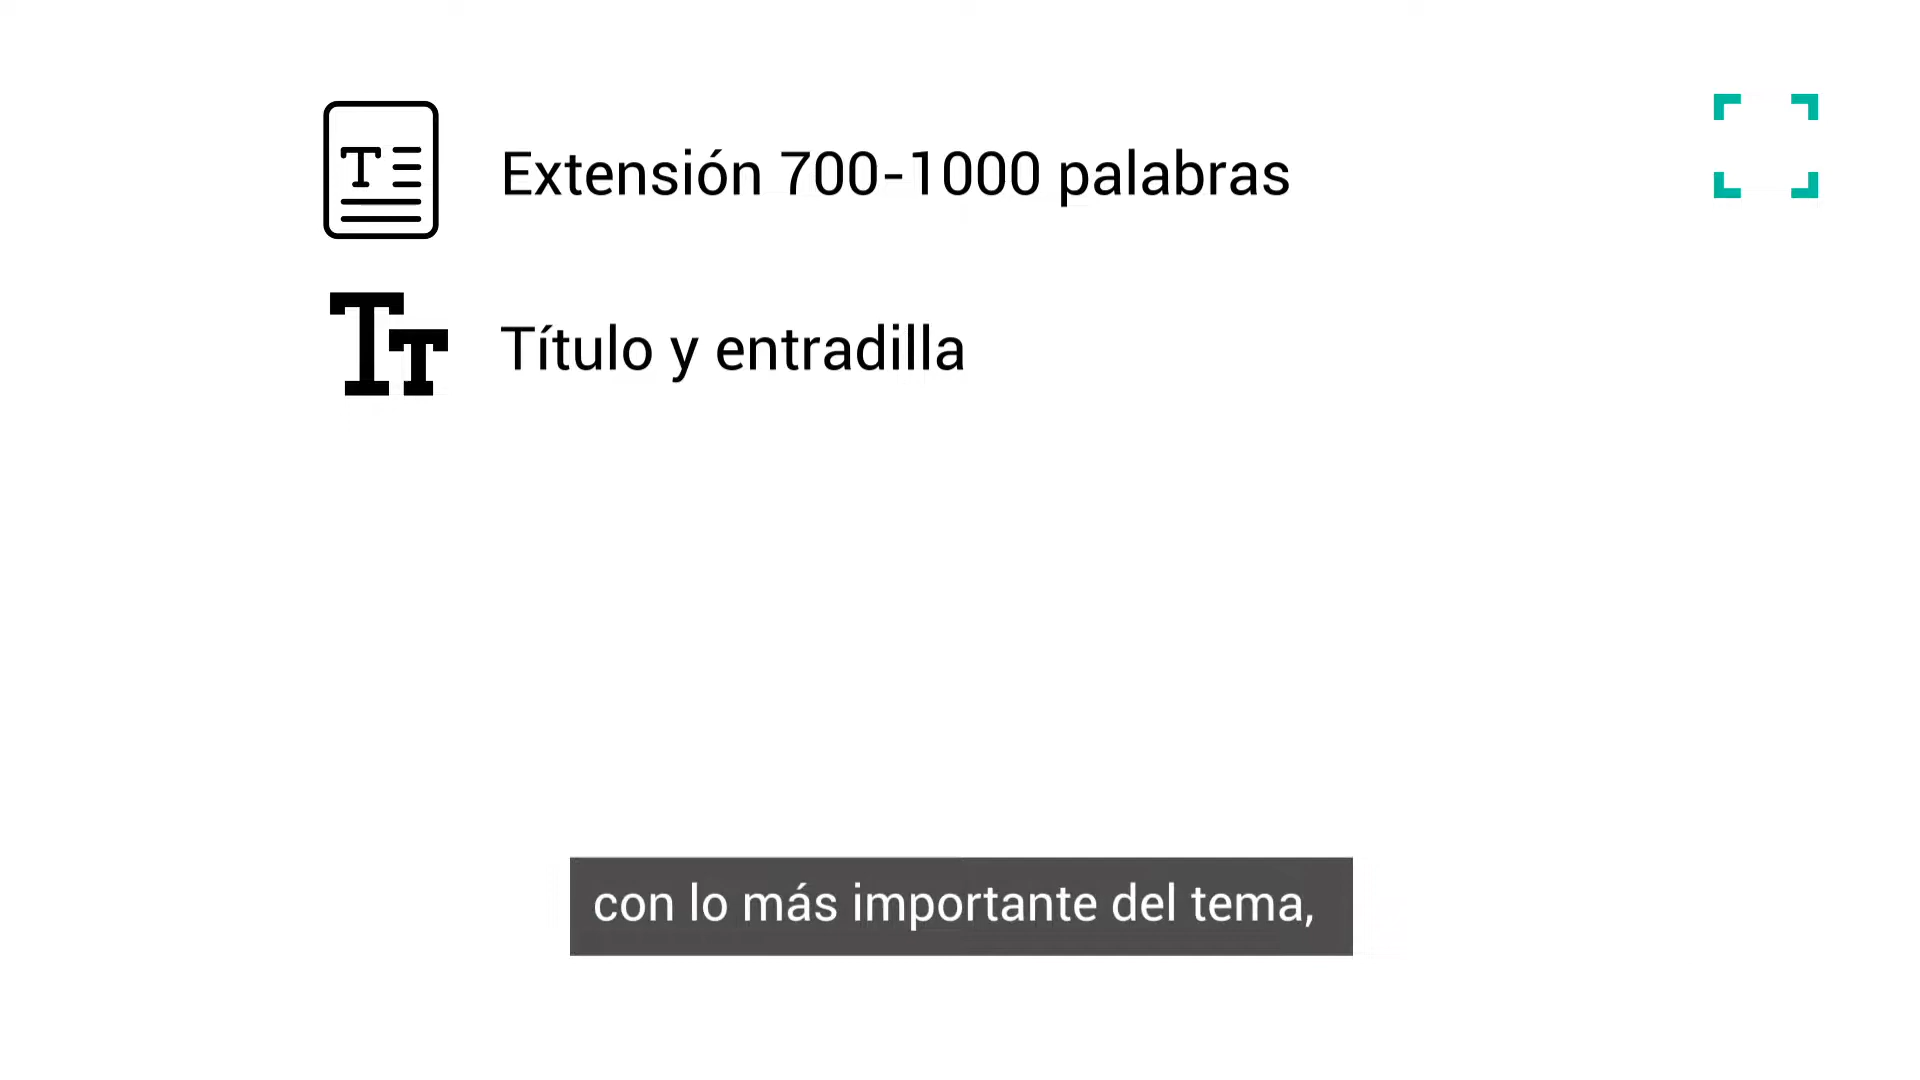 Extensión 700-1000 palabras
Título y entradilla
con lo más importante del tema,